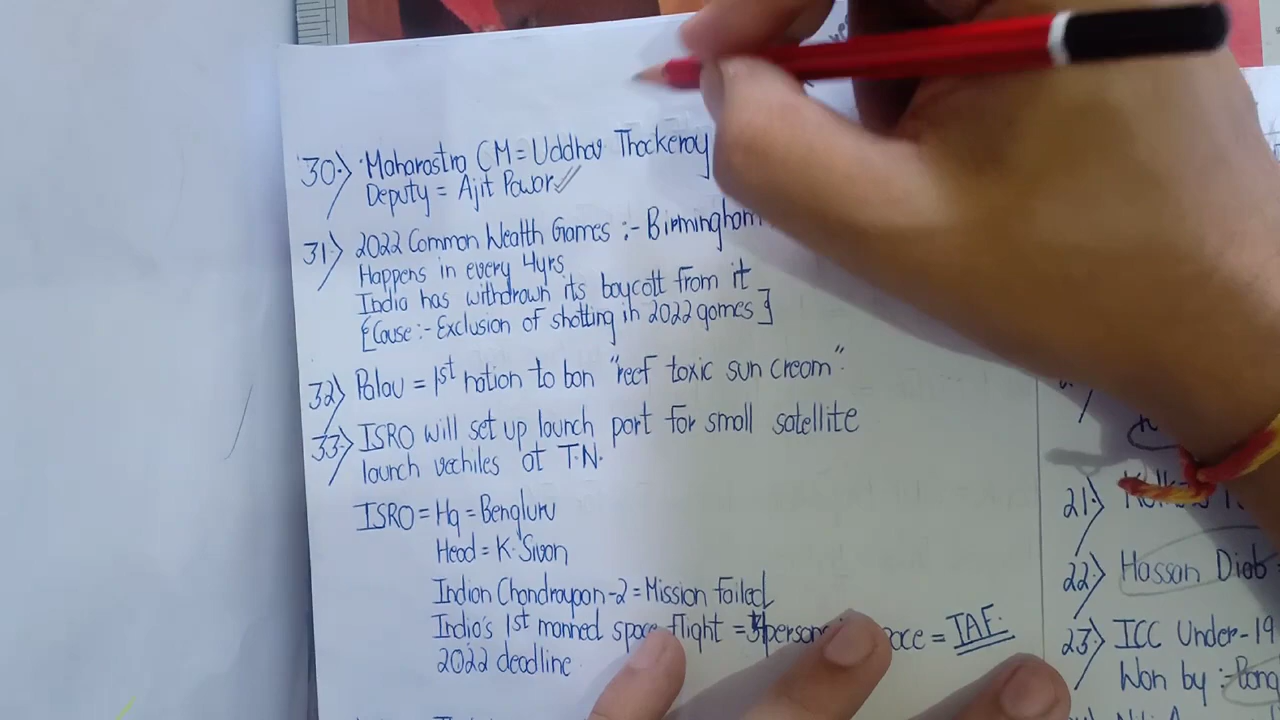 30.) Maharastra CM = Uddhav Thackeray
Deputy = Ajit Pawar
31) 2022 Common Wealth Games :- Birmingham
Happens in every 4yrs
India has withdrawn its boycott from it
[Cause :- Exclusion of shotting in 2022 games]
32) Palau = 1st nation to ban "reef toxic sun cream".
33) ISRO will set up launch port for small satellite
launch vechiles at T.N.
ISRO = Hq = Bengluru
Head = K. Sivan
Indian Chandrayan-2 = Mission failed
India's 1st manned space flight = = IAF.
2022 deadline
21)
22) Hassan Diab
23) ICC Under-19
Won by :-